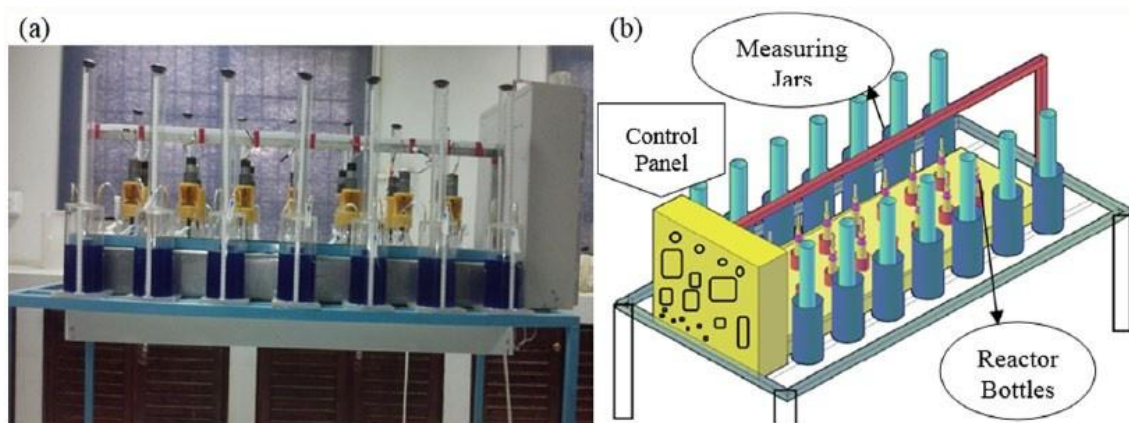 (a)
(b)
Measuring
Jars
Control
Panel
Reactor
Bottles